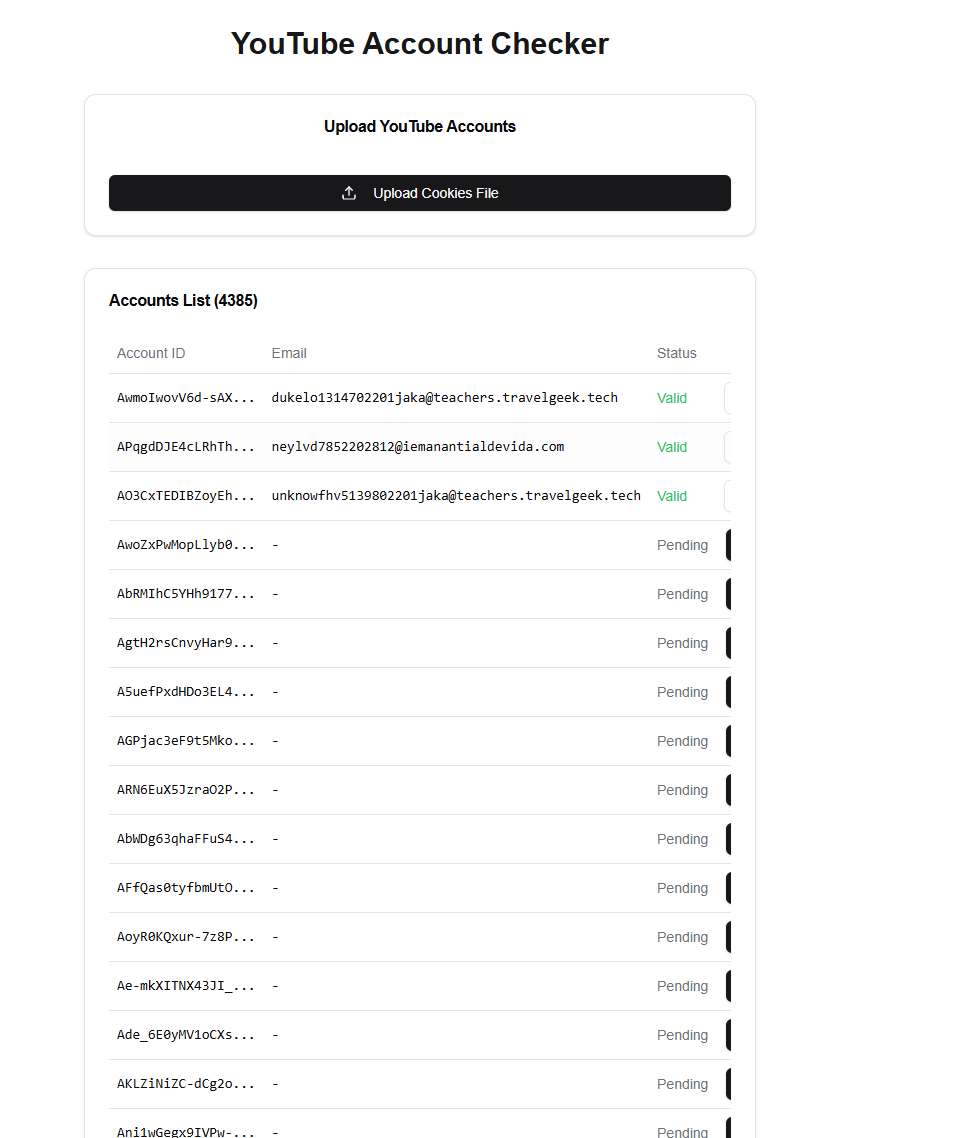 YouTube Account Checker
Upload YouTube Accounts
Upload Cookies File
Accounts List (4385)
Account ID Email Status
AwmoIwovV6d-sAX... dukelo1314702201jaka@teachers.travelgeek.tech Valid
APqgdDJE4cLRhTh... neylvd7852202812@iemanantialdevida.com Valid
AO3CxTEDIBZoyEh... unknowfhv5139802201jaka@teachers.travelgeek.tech Valid
AwoZxPwMopLlyb0... - Pending
AbRMIhC5YHh9177... - Pending
AgtH2rsCnvyHar9... - Pending
A5uefPxdHDo3EL4... - Pending
AGPjac3eF9t5Mko... - Pending
ARN6EuX5JzraO2P... - Pending
AbWDg63qhaFFuS4... - Pending
AFfQas0tyfbmUtO... - Pending
AoyR0KQxur-7z8P... - Pending
Ae-mkXITNX43JI_... - Pending
Ade_6E0yMV1oCXs... - Pending
AKLZiNiZC-dCg2o... - Pending
Ani1wGegx9IVPw-... - Pending